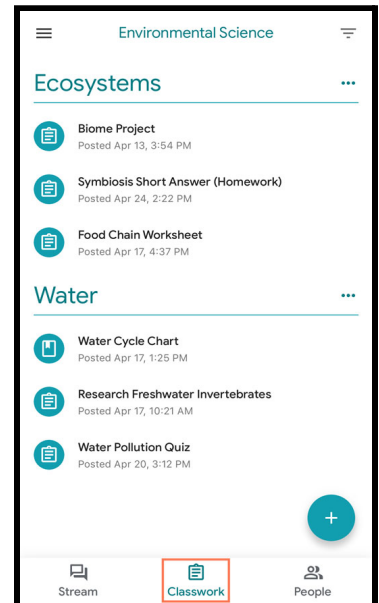 Environmental Science
Ecosystems
Biome Project
Posted Apr 13, 3:54 PM
Symbiosis Short Answer (Homework)
Posted Apr 24, 2:22 PM
Food Chain Worksheet
Posted Apr 17, 4:37 PM
Water
Water Cycle Chart
Posted Apr 17, 1:25 PM
Research Freshwater Invertebrates
Posted Apr 17, 10:21 AM
Water Pollution Quiz
Posted Apr 20, 3:12 PM
Stream Classwork People